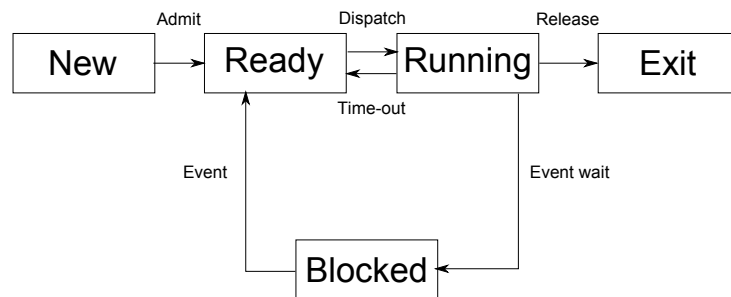 Admit
Dispatch
Release
New
Ready
Running
Exit
Time-out
Event
Event wait
Blocked